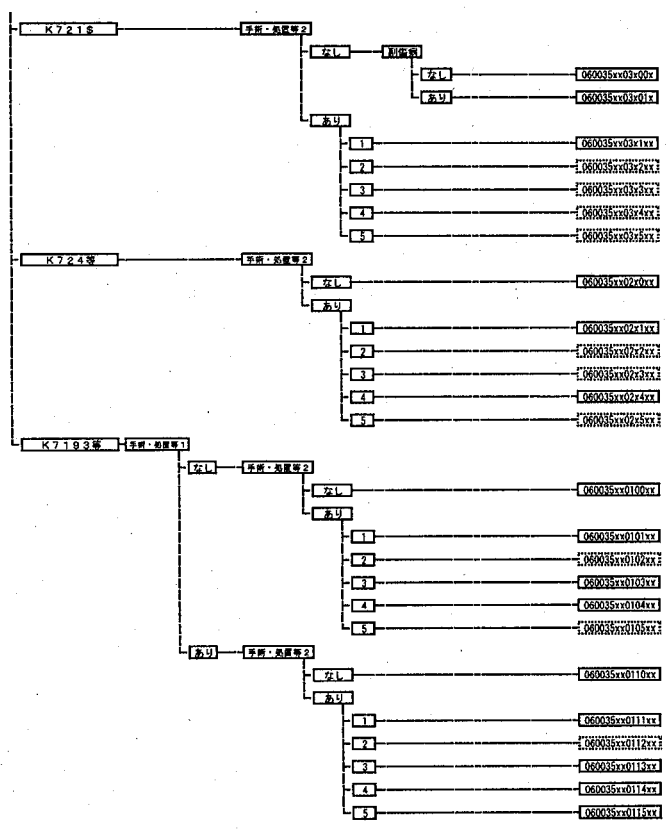 K721$ 手術・処置等2
なし 副傷病
なし 060035xx03x00x
あり 060035xx03x01x
あり
1 060035xx03x1xx
2 060035xx03x2xx
3 060035xx03x3xx
4 060035xx03x4xx
5 060035xx03x5xx
K724等 手術・処置等2
なし 060035xx02x0xx
あり
1 060035xx02x1xx
2 060035xx02x2xx
3 060035xx02x3xx
4 060035xx02x4xx
5 060035xx02x5xx
K7193等 手術・処置等1
なし 手術・処置等2
なし 060035xx0100xx
あり
1 060035xx0101xx
2 060035xx0102xx
3 060035xx0103xx
4 060035xx0104xx
5 060035xx0105xx
あり 手術・処置等2
なし 060035xx0110xx
あり
1 060035xx0111xx
2 060035xx0112xx
3 060035xx0113xx
4 060035xx0114xx
5 060035xx0115xx